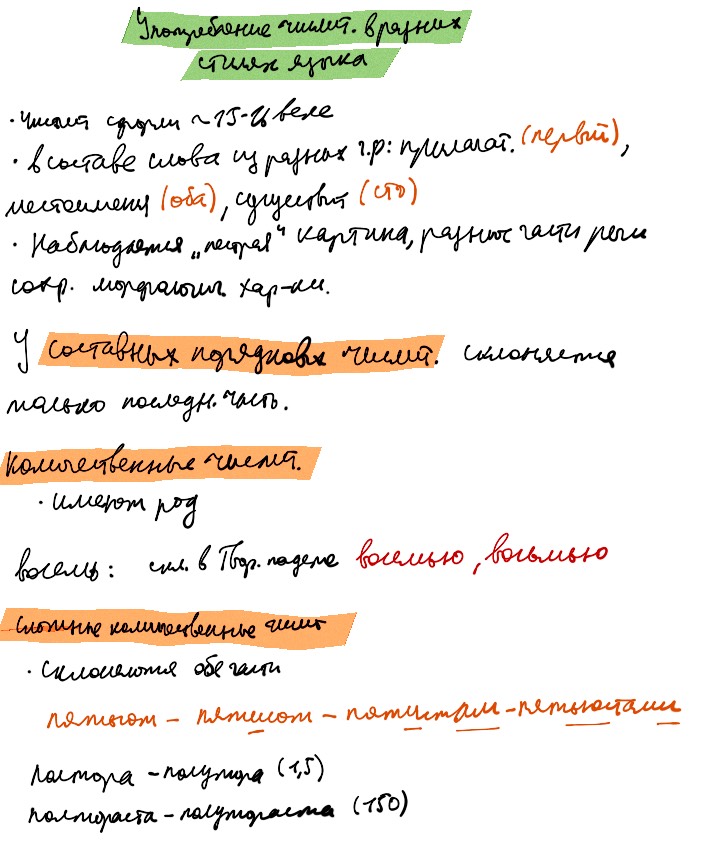 Употребление числит. в разных
стилях языка
· числит сформ ~ 15-16 веке
· в составе слова из разных г.р: прилагат. (первый),
местоимения (оба), существит (сто)
· Наблюдается „пестрая" картина, разные части речи
сохр. морфологич. хар-ки.
У составных порядковых числит. склоняется
только последн. часть.
Количественные числит.
· имеют род
восемь: скл. в Твор. падеже восемью, восьмью
Сложные количественные числит
· Склоняются обе части
пятьсот – пятисот – пятистам – пятьюстами
полтора – полутора (1,5)
полтораста – полутораста (150)